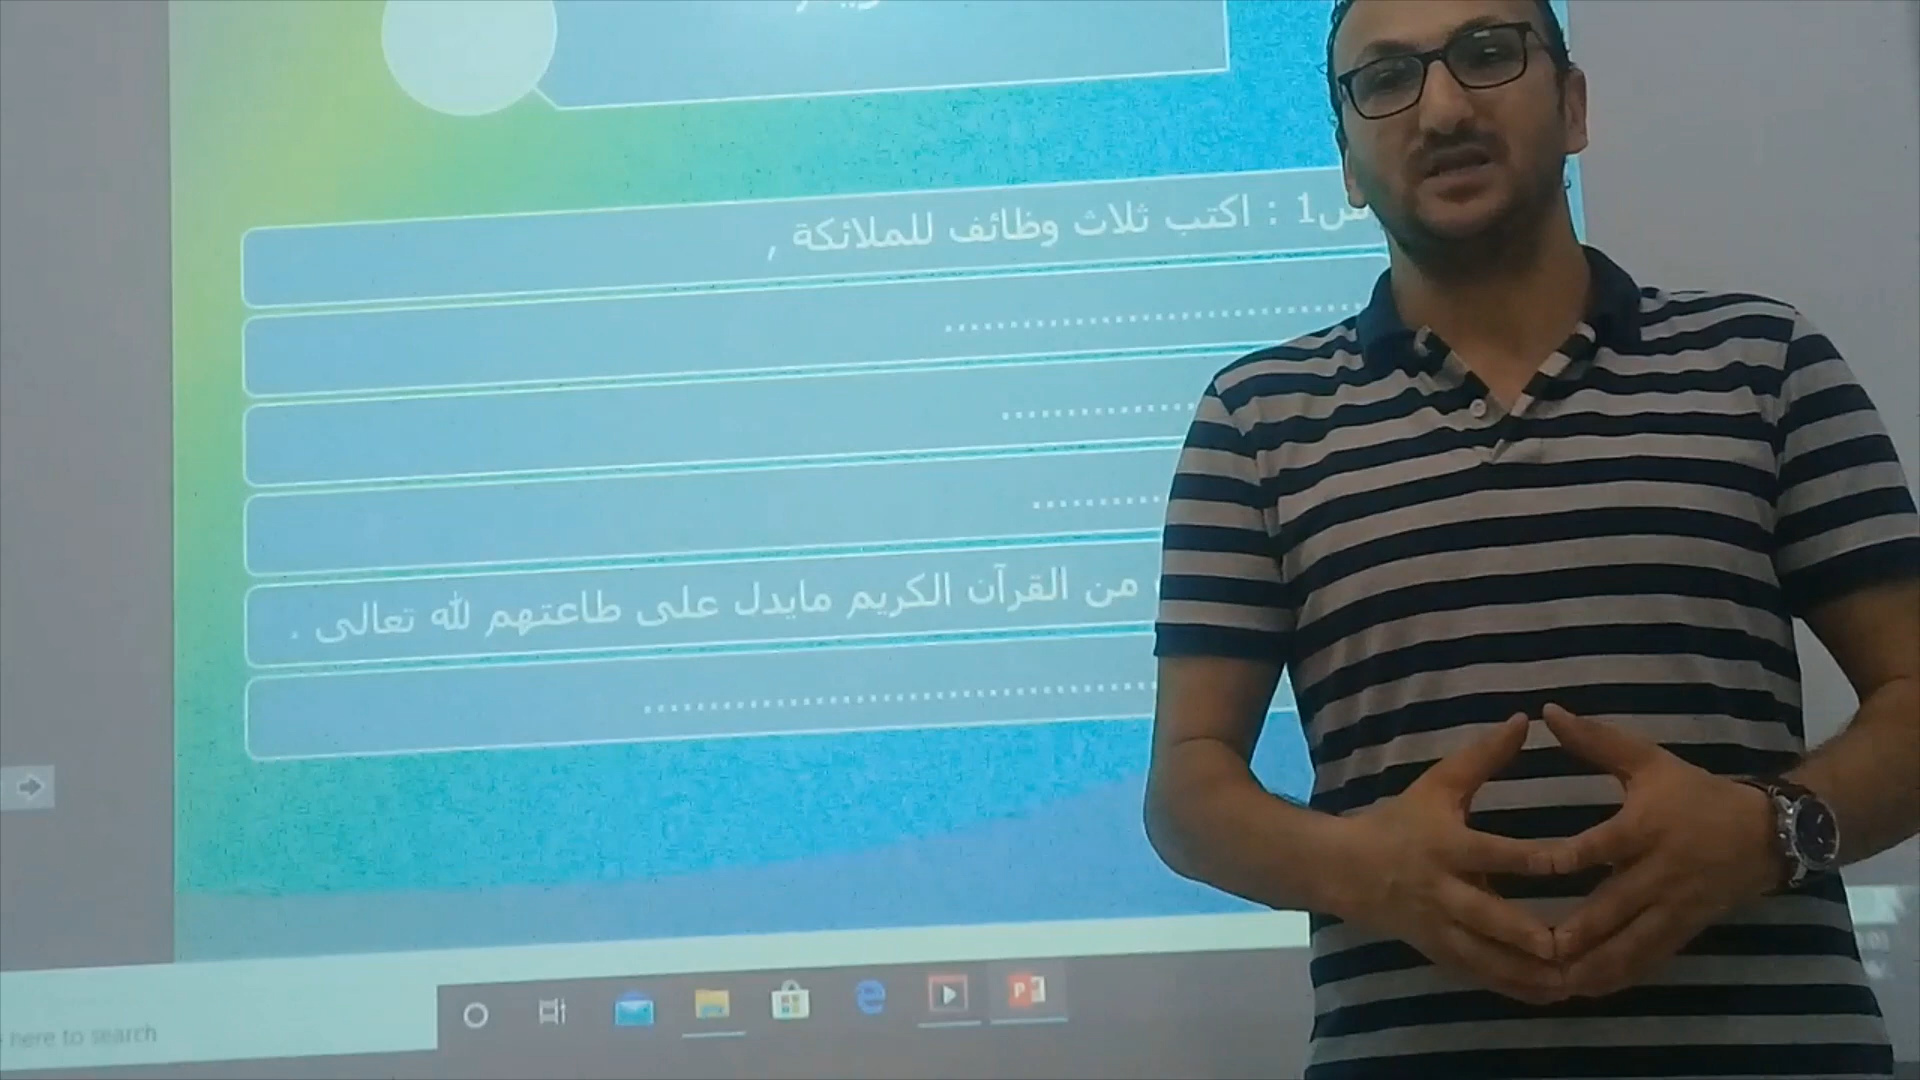 س1 : اكتب ثلاث وظائف للملائكة ,
................................
................
............
من القرآن الكريم مايدل على طاعتهم لله تعالى .
.......................................
here to search